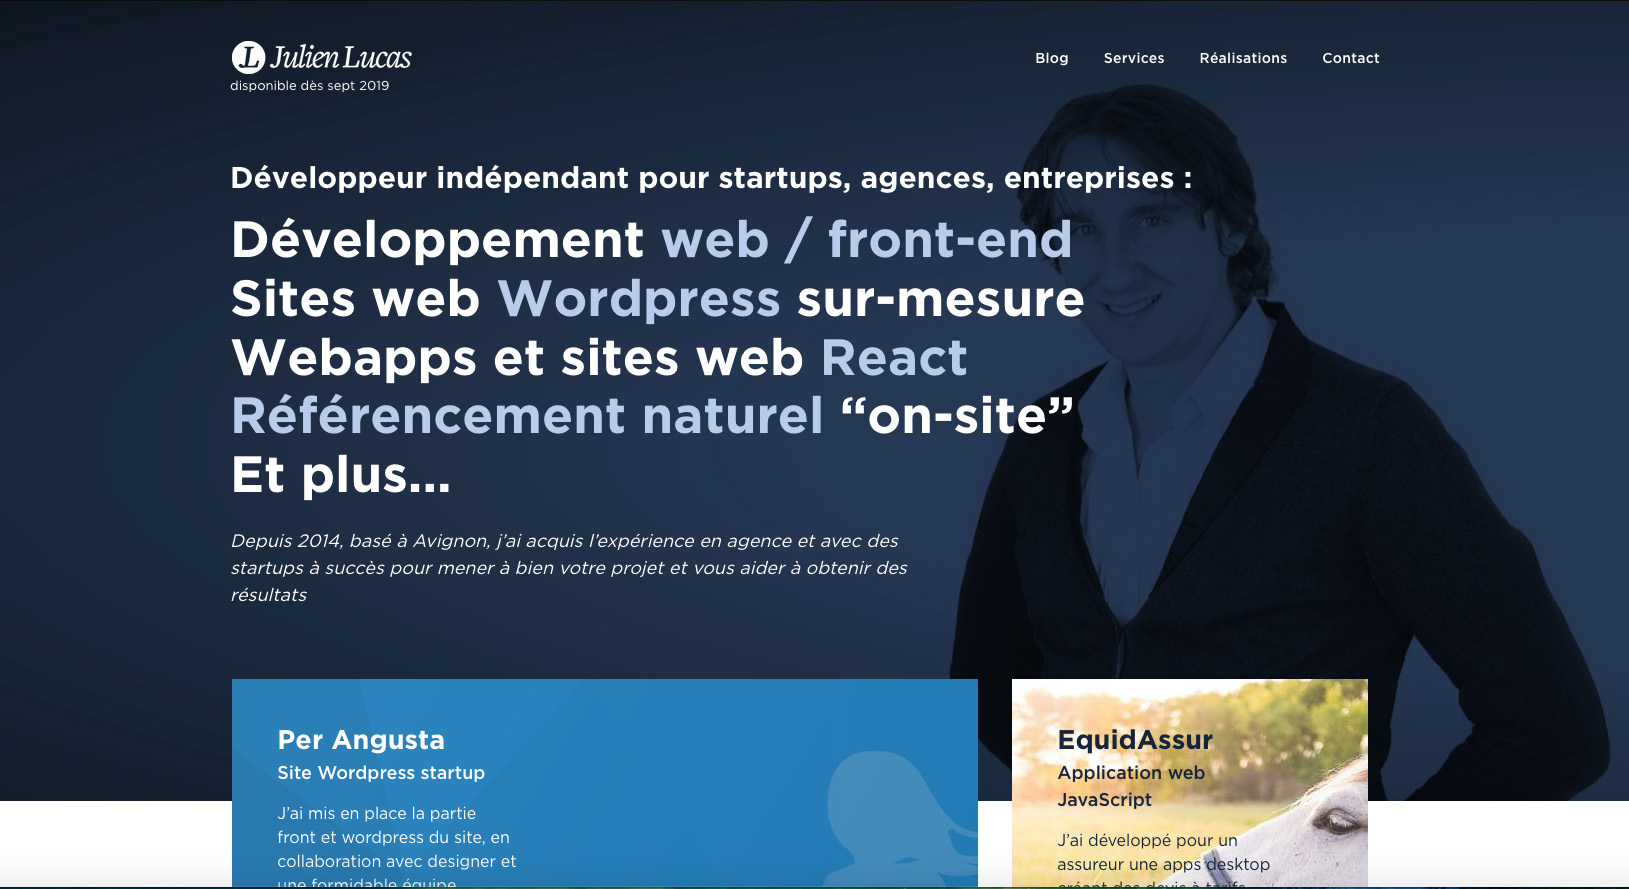 L Julien Lucas
disponible dès sept 2019
Blog Services Réalisations Contact
Développeur indépendant pour startups, agences, entreprises :
Développement web / front-end
Sites web Wordpress sur-mesure
Webapps et sites web React
Référencement naturel “on-site”
Et plus...
Depuis 2014, basé à Avignon, j’ai acquis l’expérience en agence et avec des
startups à succès pour mener à bien votre projet et vous aider à obtenir des
résultats
Per Angusta
Site Wordpress startup
J’ai mis en place la partie
front et wordpress du site, en
collaboration avec designer et
une formidable équipe
EquidAssur
Application web
JavaScript
J’ai développé pour un
assureur une apps desktop
créant des devis à tarifs